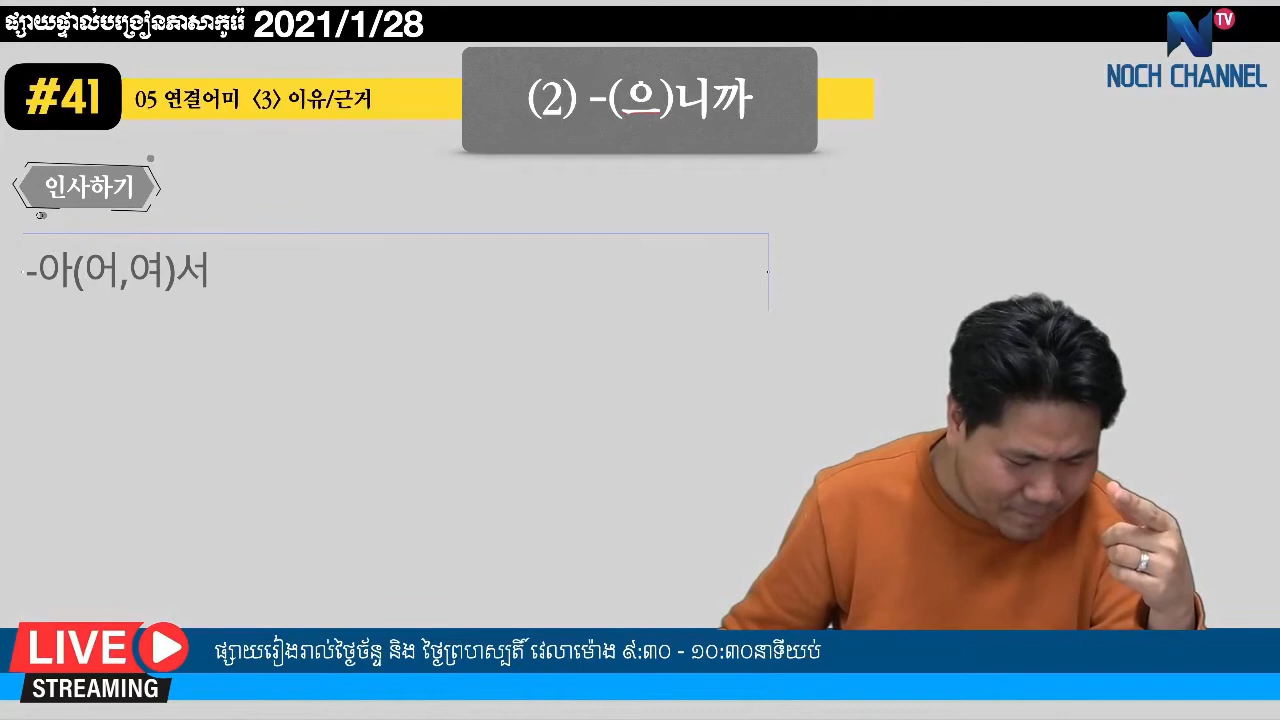 ផ្សាយផ្ទាល់បង្រៀនភាសាកូរ៉េ 2021/1/28
TV
NOCH CHANNEL
#41
05 연결어미 〈3〉 이유/근거
(2) -(으)니까
인사하기
-아(어,여)서
LIVE
STREAMING
ផ្សាយរៀងរាល់ថ្ងៃច័ន្ទ និង ថ្ងៃព្រហស្បតិ៍ វេលាម៉ោង ៩:៣០ - ១០:៣០នាទីយប់